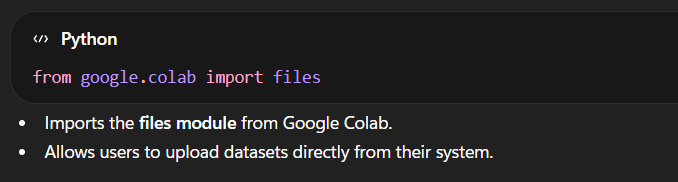 Python
from google.colab import files
• Imports the files module from Google Colab.
• Allows users to upload datasets directly from their system.